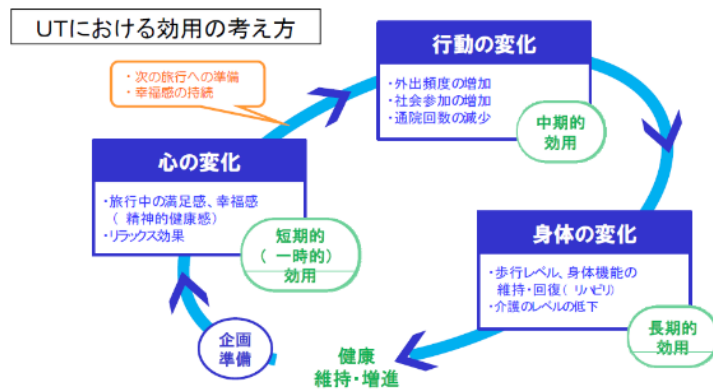 UTにおける効用の考え方
・次の旅行への準備
・幸福感の持続
行動の変化
・外出頻度の増加
・社会参加の増加
・通院回数の減少
中期的
効用
心の変化
・旅行中の満足感、幸福感
(精神的健康感)
・リラックス効果
短期的
(一時的)
効用
身体の変化
・歩行レベル、身体機能の
維持・回復(リハビリ)
・介護のレベルの低下
長期的
効用
企画
準備
健康
維持・増進